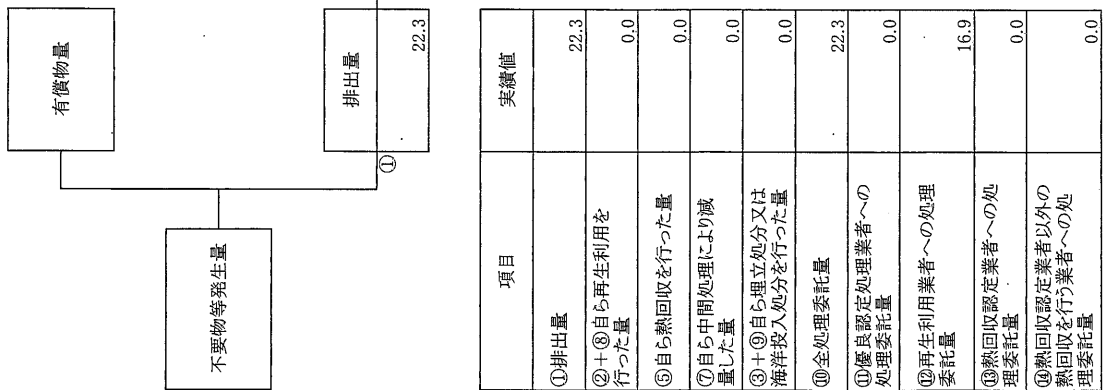 有償物量
不要物等発生量
排出量
①
22.3
項目 実績値
①排出量 22.3
②+⑧自ら再生利用を
行った量 0.0
⑤自ら熱回収を行った量 0.0
⑦自ら中間処理により減
量した量 0.0
③+⑨自ら埋立処分又は
海洋投入処分を行った量 0.0
⑩全処理委託量 22.3
⑪優良認定処理業者への
処理委託量 0.0
⑫再生利用業者への処理
委託量 16.9
⑬熱回収認定業者への処
理委託量 0.0
⑭熱回収認定業者以外の
熱回収を行う業者への処
理委託量 0.0